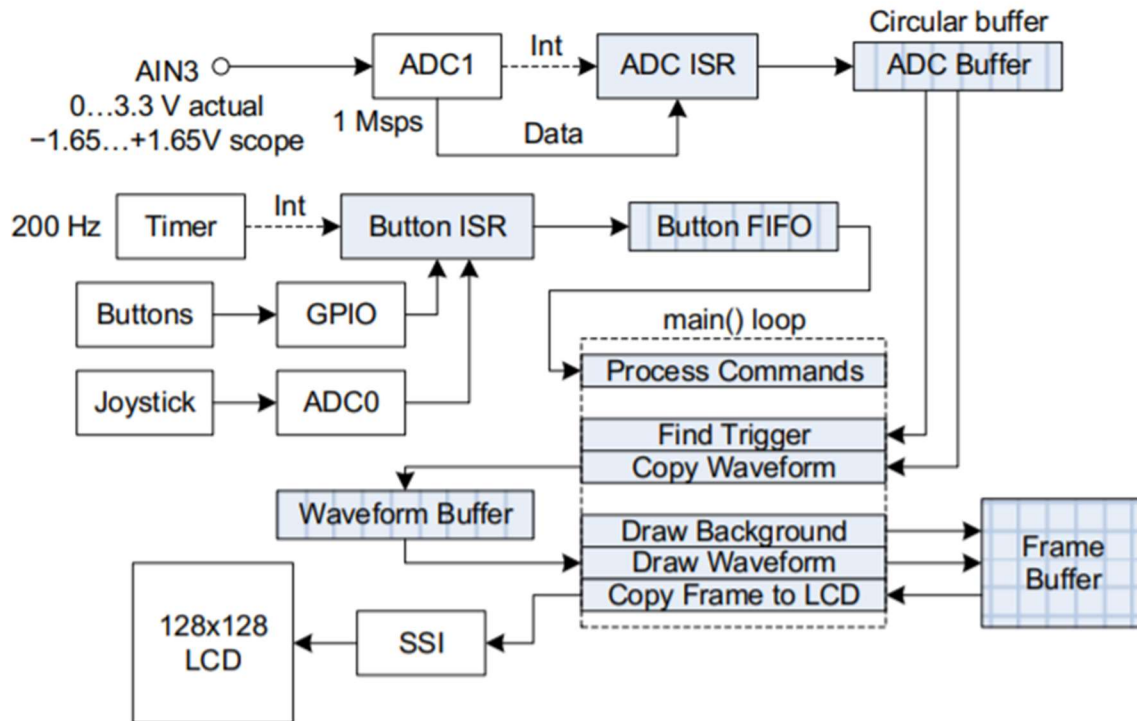 Circular buffer
AIN3
0...3.3 V actual
−1.65...+1.65V scope
ADC1
Int
ADC ISR
ADC Buffer
1 Msps
Data
200 Hz
Timer
Int
Button ISR
Button FIFO
Buttons
GPIO
main() loop
Process Commands
Joystick
ADC0
Find Trigger
Copy Waveform
Waveform Buffer
Draw Background
Draw Waveform
Copy Frame to LCD
Frame
Buffer
128x128
LCD
SSI